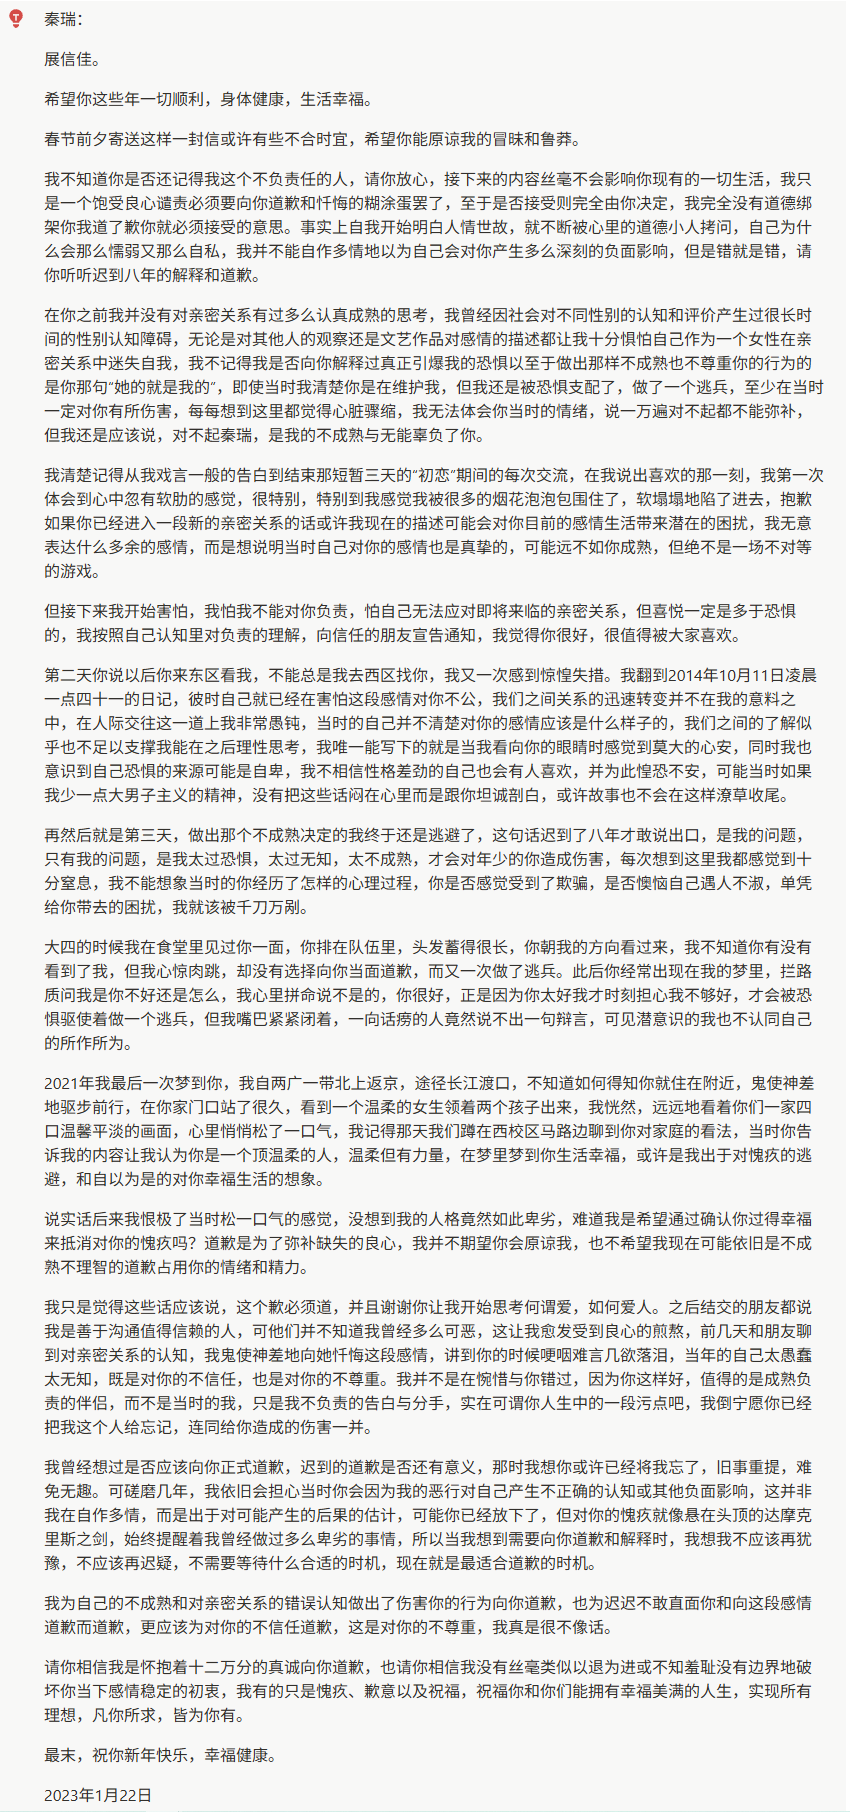 秦瑞：
展信佳。
希望你这些年一切顺利，身体健康，生活幸福。
春节前夕寄送这样一封信或许有些不合时宜，希望你能原谅我的冒昧和鲁莽。
我不知道你是否还记得我这个不负责任的人，请你放心，接下来的内容丝毫不会影响你现有的一切生活，我只
是一个饱受良心谴责必须要向你道歉和忏悔的糊涂蛋罢了，至于是否接受则完全由你决定，我完全没有道德绑
架你我道了歉你就必须接受的意思。事实上自我开始明白人情世故，就不断被心里的道德小人拷问，自己为什
么会那么懦弱又那么自私，我并不能自作多情地以为自己会对你产生多么深刻的负面影响，但是错就是错，请
你听听迟到八年的解释和道歉。
在你之前我并没有对亲密关系有过多么认真成熟的思考，我曾经因社会对不同性别的认知和评价产生过很长时
间的性别认知障碍，无论是对其他人的观察还是文艺作品对感情的描述都让我十分惧怕自己作为一个女性在亲
密关系中迷失自我，我不记得我是否向你解释过真正引爆我的恐惧以至于做出那样不成熟也不尊重你的行为的
是你那句“她的就是我的”，即使当时我清楚你是在维护我，但我还是被恐惧支配了，做了一个逃兵，至少在当时
一定对你有所伤害，每每想到这里都觉得心脏骤缩，我无法体会你当时的情绪，说一万遍对不起都不能弥补，
但我还是应该说，对不起秦瑞，是我的不成熟与无能辜负了你。
我清楚记得从我戏言一般的告白到结束那短暂三天的“初恋”期间的每次交流，在我说出喜欢的那一刻，我第一次
体会到心中忽有软肋的感觉，很特别，特别到我感觉我被很多的烟花泡泡包围住了，软塌塌地陷了进去，抱歉
如果你已经进入一段新的亲密关系的话或许我现在的描述可能会对你目前的感情生活带来潜在的困扰，我无意
表达什么多余的感情，而是想说明当时自己对你的感情也是真挚的，可能远不如你成熟，但绝不是一场不对等
的游戏。
但接下来我开始害怕，我怕我不能对你负责，怕自己无法应对即将来临的亲密关系，但喜悦一定是多于恐惧
的，我按照自己认知里对负责的理解，向信任的朋友宣告通知，我觉得你很好，很值得被大家喜欢。
第二天你说以后你来东区看我，不能总是我去西区找你，我又一次感到惊惶失措。我翻到2014年10月11日凌晨
一点四十一的日记，彼时自己就已经在害怕这段感情对你不公，我们之间关系的迅速转变并不在我的意料之
中，在人际交往这一道上我非常愚钝，当时的自己并不清楚对你的感情应该是什么样子的，我们之间的了解似
乎也不足以支撑我能在之后理性思考，我唯一能写下的就是当我看向你的眼睛时感觉到莫大的心安，同时我也
意识到自己恐惧的来源可能是自卑，我不相信性格差劲的自己也会有人喜欢，并为此惶恐不安，可能当时如果
我少一点大男子主义的精神，没有把这些话闷在心里而是跟你坦诚剖白，或许故事也不会在这样潦草收尾。
再然后就是第三天，做出那个不成熟决定的我终于还是逃避了，这句话迟到了八年才敢说出口，是我的问题，
只有我的问题，是我太过恐惧，太过无知，太不成熟，才会对年少的你造成伤害，每次想到这里我都感觉到十
分窒息，我不能想象当时的你经历了怎样的心理过程，你是否感觉受到了欺骗，是否懊恼自己遇人不淑，单凭
给你带去的困扰，我就该被千刀万剐。
大四的时候我在食堂里见过你一面，你排在队伍里，头发蓄得很长，你朝我的方向看过来，我不知道你有没有
看到了我，但我心惊肉跳，却没有选择向你当面道歉，而又一次做了逃兵。此后你经常出现在我的梦里，拦路
质问我是你不好还是怎么，我心里拼命说不是的，你很好，正是因为你太好我才时刻担心我不够好，才会被恐
惧驱使着做一个逃兵，但我嘴巴紧紧闭着，一向话痨的人竟然说不出一句辩言，可见潜意识的我也不认同自己
的所作所为。
2021年我最后一次梦到你，我自两广一带北上返京，途径长江渡口，不知道如何得知你就住在附近，鬼使神差
地驱步前行，在你家门口站了很久，看到一个温柔的女生领着两个孩子出来，我恍然，远远地看着你们一家四
口温馨平淡的画面，心里悄悄松了一口气，我记得那天我们蹲在西校区马路边聊到你对家庭的看法，当时你告
诉我的内容让我认为你是一个顶温柔的人，温柔但有力量，在梦里梦到你生活幸福，或许是我出于对愧疚的逃
避，和自以为是的对你幸福生活的想象。
说实话后来我恨极了当时松一口气的感觉，没想到我的人格竟然如此卑劣，难道我是希望通过确认你过得幸福
来抵消对你的愧疚吗？道歉是为了弥补缺失的良心，我并不期望你会原谅我，也不希望我现在可能依旧是不成
熟不理智的道歉占用你的情绪和精力。
我只是觉得这些话应该说，这个歉必须道，并且谢谢你让我开始思考何谓爱，如何爱人。之后结交的朋友都说
我是善于沟通值得信赖的人，可他们并不知道我曾经多么可恶，这让我愈发受到良心的煎熬，前几天和朋友聊
到对亲密关系的认知，我鬼使神差地向她忏悔这段感情，讲到你的时候哽咽难言几欲落泪，当年的自己太愚蠢
太无知，既是对你的不信任，也是对你的不尊重。我并不是在惋惜与你错过，因为你这样好，值得的是成熟负
责的伴侣，而不是当时的我，只是我不负责的告白与分手，实在可谓你人生中的一段污点吧，我倒宁愿你已经
把我这个人给忘记，连同给你造成的伤害一并。
我曾经想过是否应该向你正式道歉，迟到的道歉是否还有意义，那时我想你或许已经将我忘了，旧事重提，难
免无趣。可磋磨几年，我依旧会担心当时你会因为我的恶行对自己产生不正确的认知或其他负面影响，这并非
我在自作多情，而是出于对可能产生的后果的估计，可能你已经放下了，但对你的愧疚就像悬在头顶的达摩克
里斯之剑，始终提醒着我曾经做过多么卑劣的事情，所以当我想到需要向你道歉和解释时，我想我不应该再犹
豫，不应该再迟疑，不需要等待什么合适的时机，现在就是最适合道歉的时机。
我为自己的不成熟和对亲密关系的错误认知做出了伤害你的行为向你道歉，也为迟迟不敢直面你和向这段感情
道歉而道歉，更应该为对你的不信任道歉，这是对你的不尊重，我真是很不像话。
请你相信我是怀抱着十二万分的真诚向你道歉，也请你相信我没有丝毫类似以退为进或不知羞耻没有边界地破
坏你当下感情稳定的初衷，我有的只是愧疚、歉意以及祝福，祝福你和你们能拥有幸福美满的人生，实现所有
理想，凡你所求，皆为你有。
最末，祝你新年快乐，幸福健康。
2023年1月22日